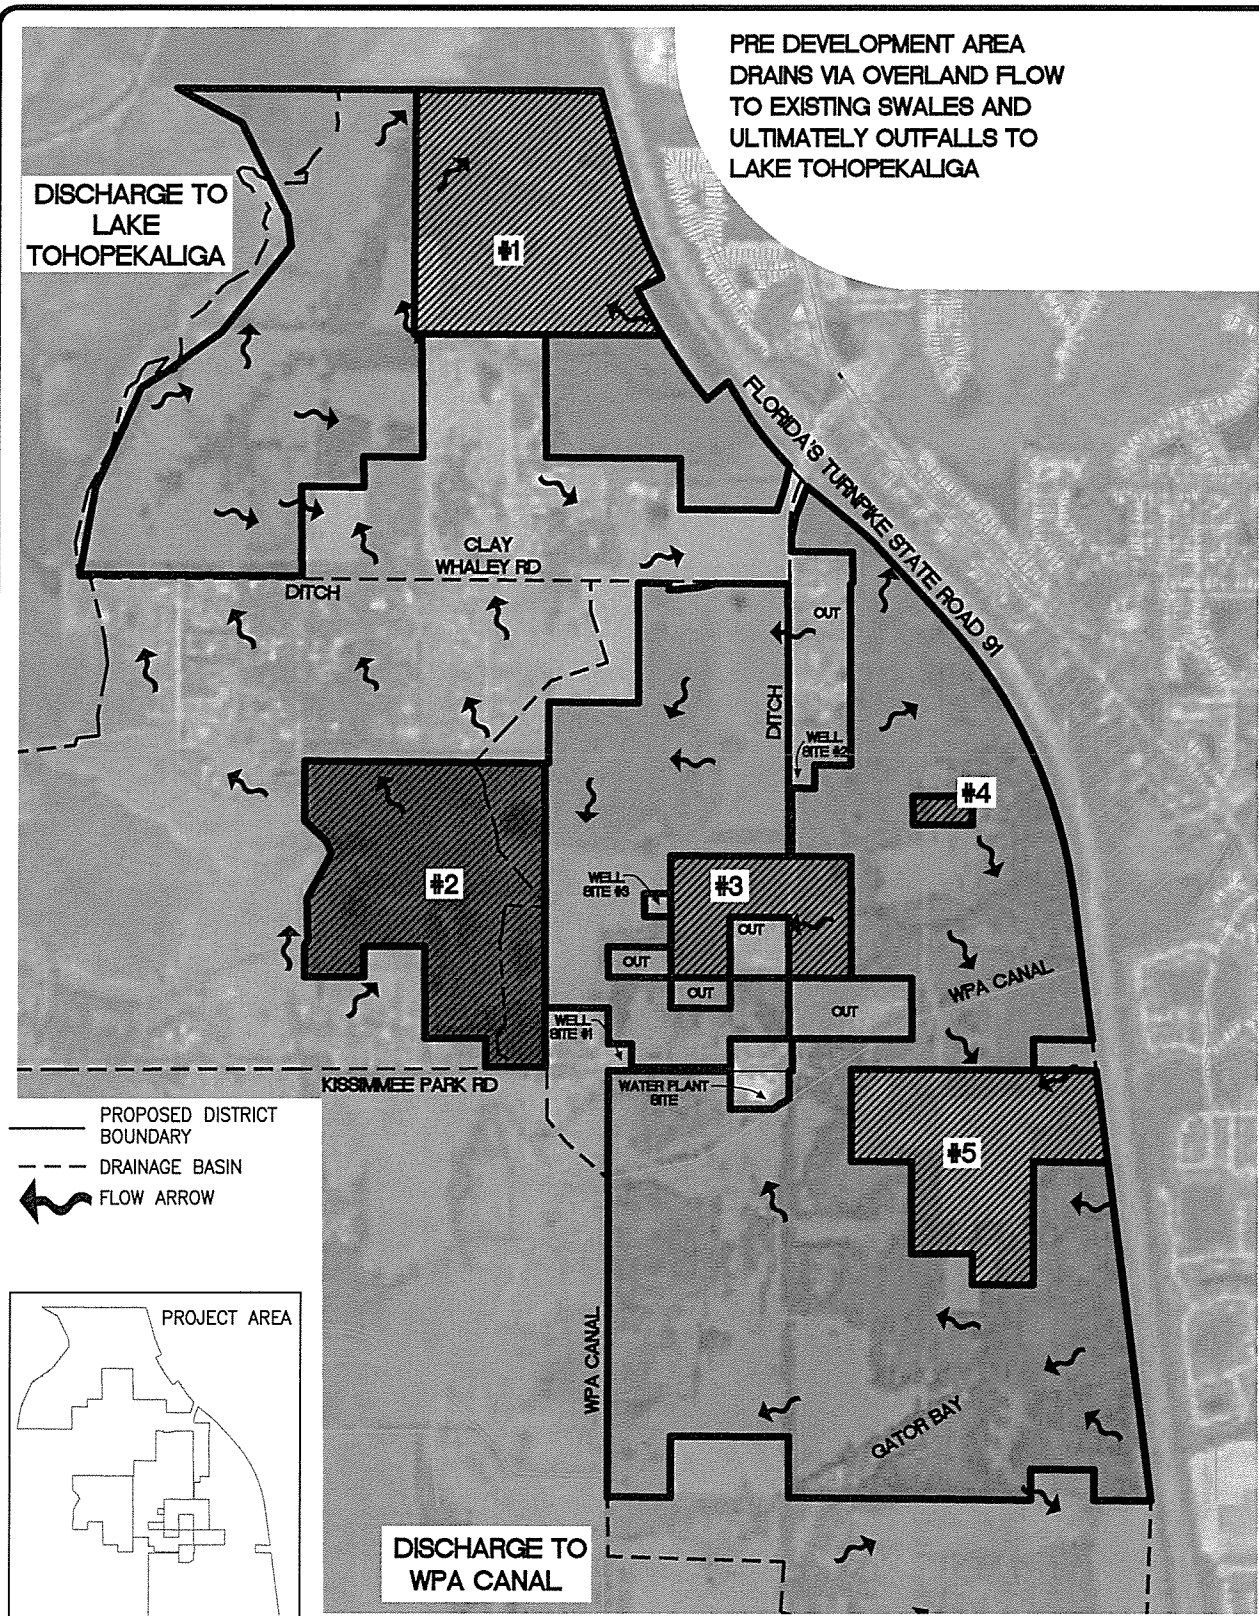 PRE DEVELOPMENT AREA
DRAINS VIA OVERLAND FLOW
TO EXISTING SWALES AND
ULTIMATELY OUTFALLS TO
LAKE TOHOPEKALIGA
DISCHARGE TO
LAKE
TOHOPEKALIGA
#1
FLORIDA'S TURNPIKE STATE ROAD 91
CLAY
WHALEY RD
DITCH
OUT
DITCH
WELL
SITE #2
#4
#2
WELL
SITE #3
#3
OUT
OUT
OUT
OUT
WPA CANAL
WELL
SITE #1
KISSIMMEE PARK RD
WATER PLANT
SITE
#5
PROPOSED DISTRICT
BOUNDARY
DRAINAGE BASIN
FLOW ARROW
PROJECT AREA
WPA CANAL
GATOR BAY
DISCHARGE TO
WPA CANAL